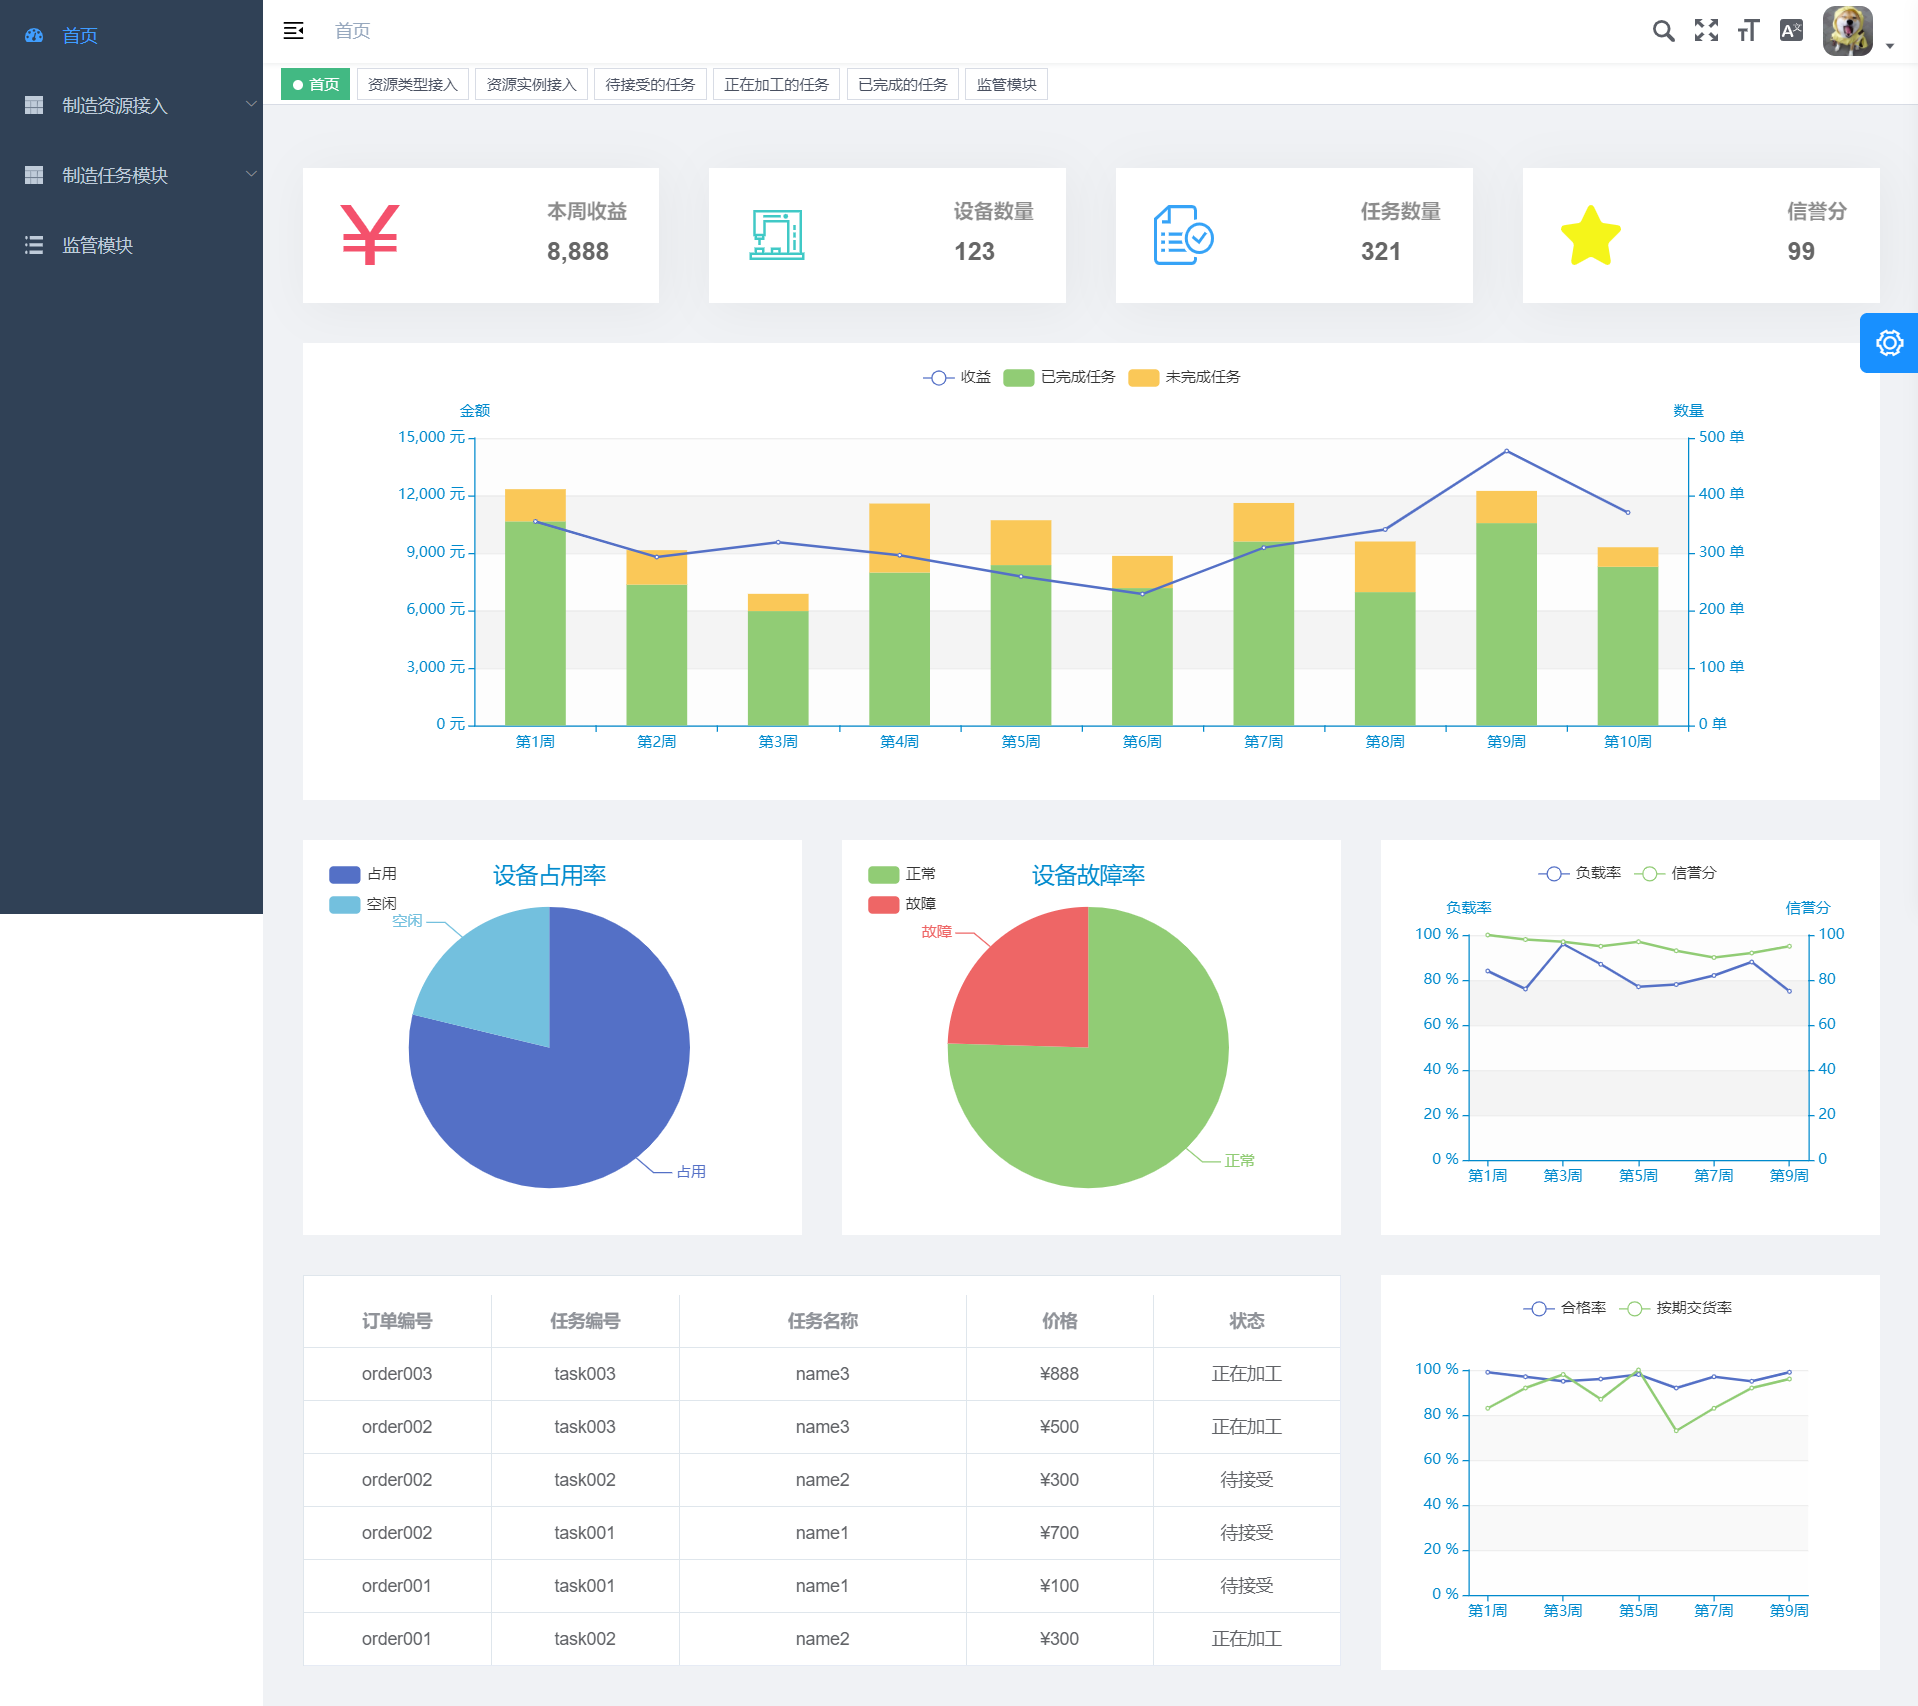 首页
制造资源接入
制造任务模块
监管模块
首页
首页 资源类型接入 资源实例接入 待接受的任务 正在加工的任务 已完成的任务 监管模块
本周收益
8,888
设备数量
123
任务数量
321
信誉分
99
收益 已完成任务 未完成任务
金额 数量
15,000 元 500 单
12,000 元 400 单
9,000 元 300 单
6,000 元 200 单
3,000 元 100 单
0 元 0 单
第1周 第2周 第3周 第4周 第5周 第6周 第7周 第8周 第9周 第10周
占用
空闲
设备占用率
空闲
占用
正常
故障
设备故障率
故障
正常
负载率 信誉分
负载率 信誉分
100 % 100
80 % 80
60 % 60
40 % 40
20 % 20
0 % 0
第1周 第3周 第5周 第7周 第9周
订单编号 任务编号 任务名称 价格 状态
order003 task003 name3 ¥888 正在加工
order002 task003 name3 ¥500 正在加工
order002 task002 name2 ¥300 待接受
order002 task001 name1 ¥700 待接受
order001 task001 name1 ¥100 待接受
order001 task002 name2 ¥300 正在加工
合格率 按期交货率
100 %
80 %
60 %
40 %
20 %
0 %
第1周 第3周 第5周 第7周 第9周